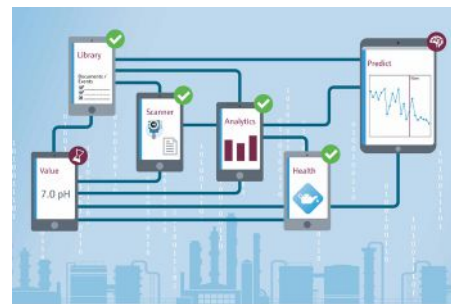 Library
Documents /
Events
Scanner
Analytics
Predict
Value
7.0 pH
Health